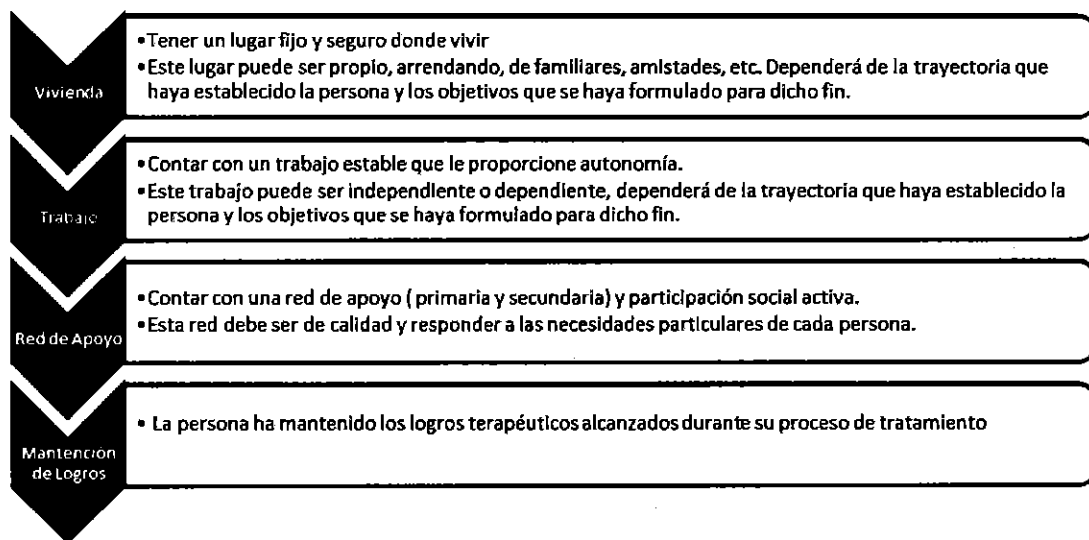 Vivienda
•Tener un lugar fijo y seguro donde vivir
•Este lugar puede ser propio, arrendando, de familiares, amistades, etc. Dependerá de la trayectoria que
haya establecido la persona y los objetivos que se haya formulado para dicho fin.
Trabajo
•Contar con un trabajo estable que le proporcione autonomía.
•Este trabajo puede ser independiente o dependiente, dependerá de la trayectoria que haya establecido la
persona y los objetivos que se haya formulado para dicho fin.
Red de Apoyo
•Contar con una red de apoyo ( primaria y secundaria) y participación social activa.
•Esta red debe ser de calidad y responder a las necesidades particulares de cada persona.
Mantención
de Logros
• La persona ha mantenido los logros terapéuticos alcanzados durante su proceso de tratamiento